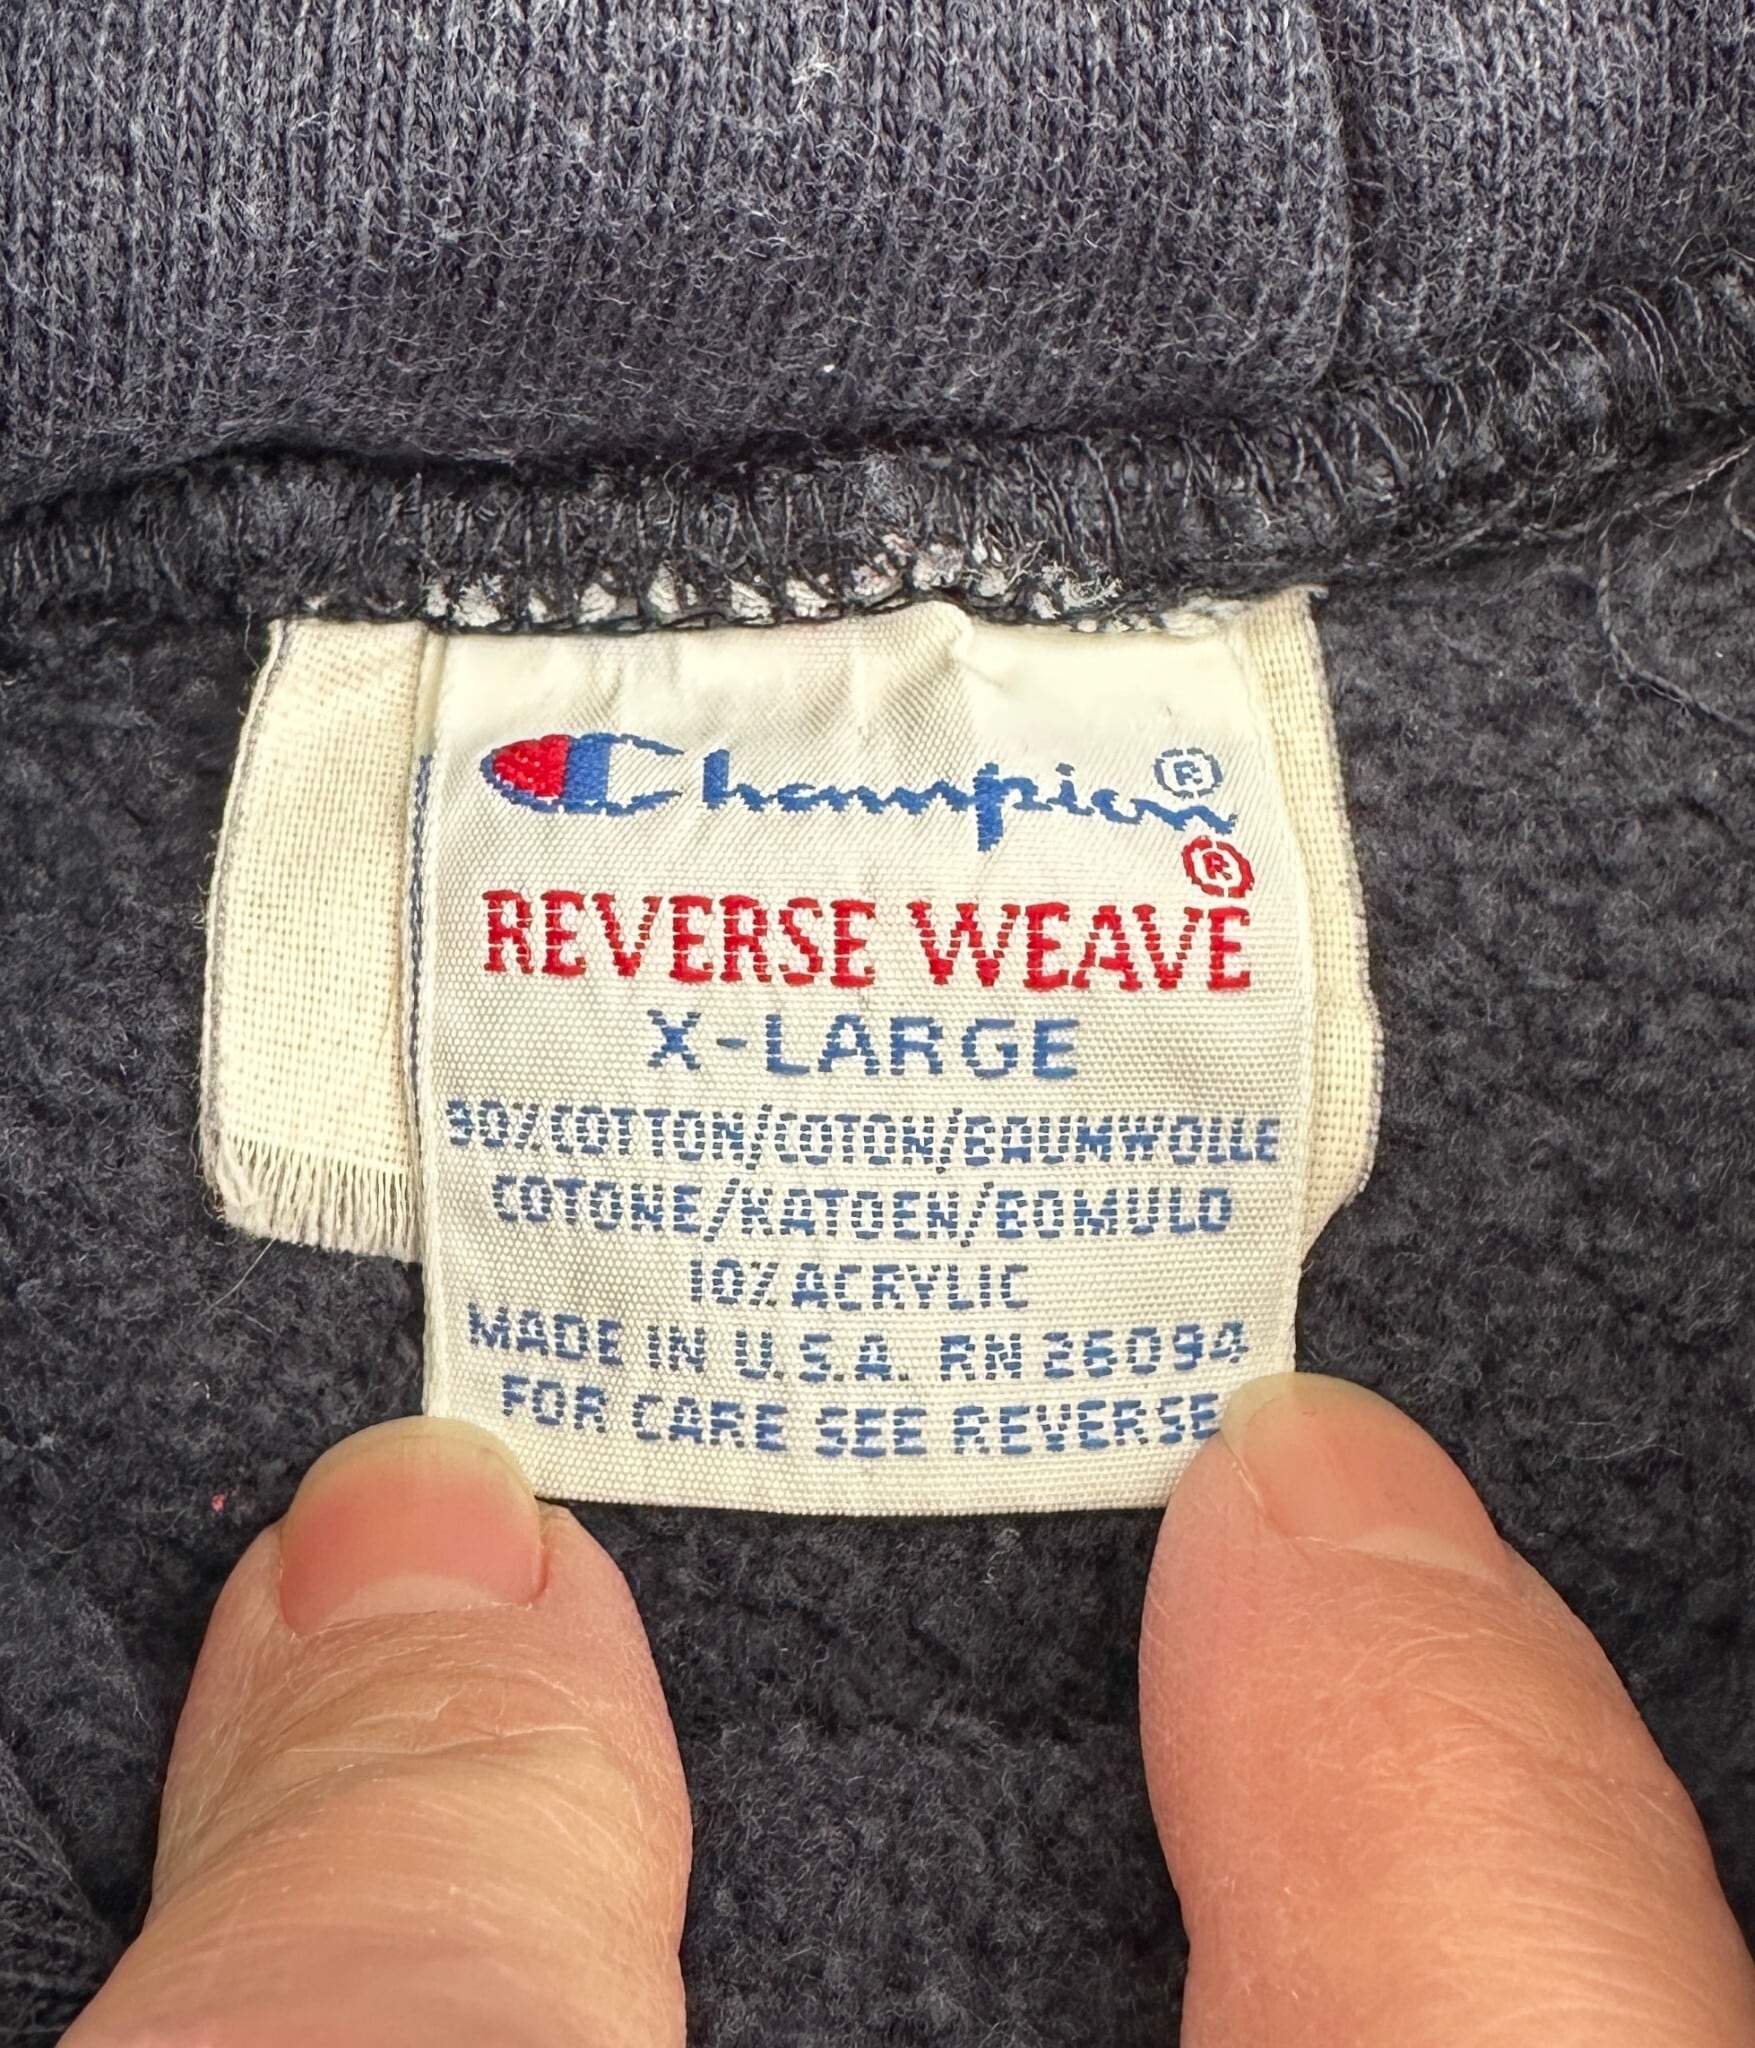 Champion®
REVERSE WEAVE®
X-LARGE
90% COTTON/COTON/BAUMWOLLE
COTONE/KATOEN/BOMULD
10% ACRYLIC
MADE IN U.S.A. RN 26094
FOR CARE SEE REVERSE